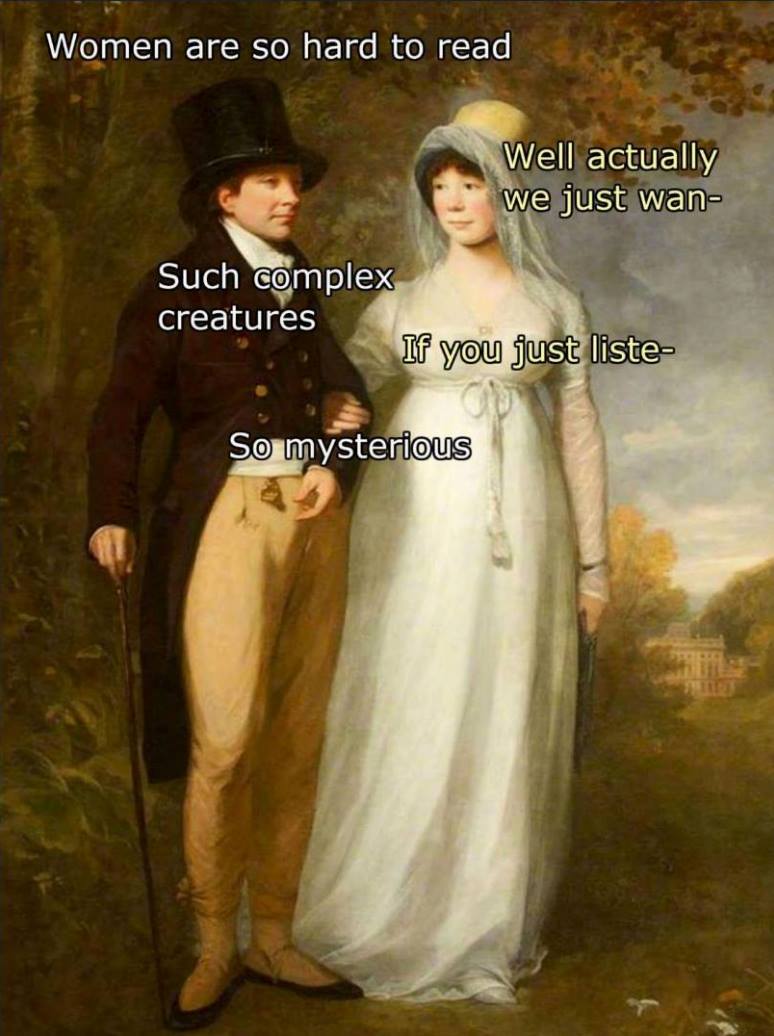 Women are so hard to read
Well actually
we just wan-
Such complex
creatures
If you just liste-
So mysterious